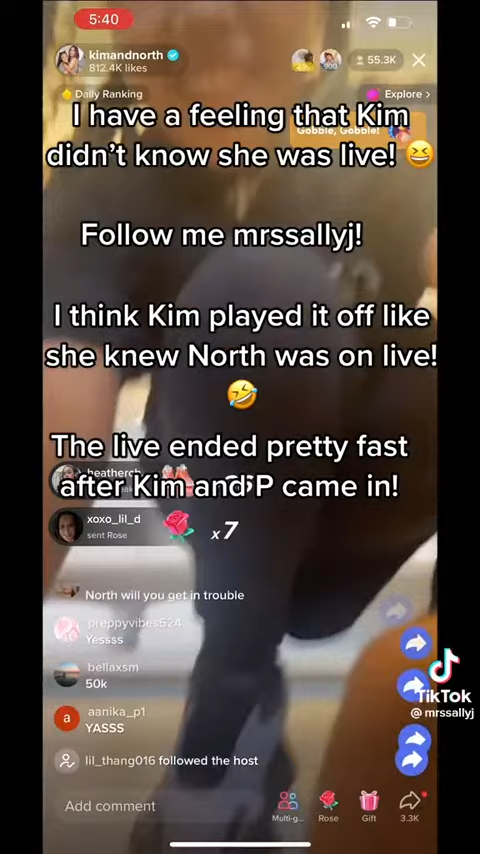 5:40
kimandnorth
812.4K likes
55.3K
Daily Ranking
Explore >
I have a feeling that Kim
Gobble, Gobble!
didn't know she was live! 😆
Follow me mrssallyj!
I think Kim played it off like
she knew North was on live!
🤣
The live ended pretty fast
heatherch
after Kim and P came in!
xoxo_lil_d
sent Rose
x7
North will you get in trouble
preppyvibes524
Yessss
bellaxsm
50k
a
aanika_p1
YASSS
lil_thang016 followed the host
TikTok
@mrssallyj
Add comment
Multi-g...
Rose
Gift
3.3K